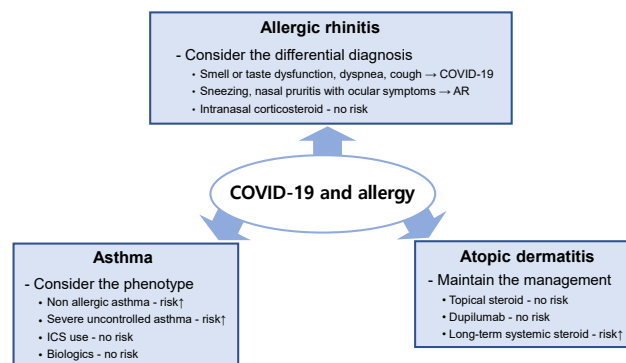 Allergic rhinitis
- Consider the differential diagnosis
• Smell or taste dysfunction, dyspnea, cough → COVID-19
• Sneezing, nasal pruritis with ocular symptoms → AR
• Intranasal corticosteroid - no risk
COVID-19 and allergy
Asthma
- Consider the phenotype
• Non allergic asthma - risk↑
• Severe uncontrolled asthma - risk↑
• ICS use - no risk
• Biologics - no risk
Atopic dermatitis
- Maintain the management
• Topical steroid - no risk
• Dupilumab - no risk
• Long-term systemic steroid - risk↑